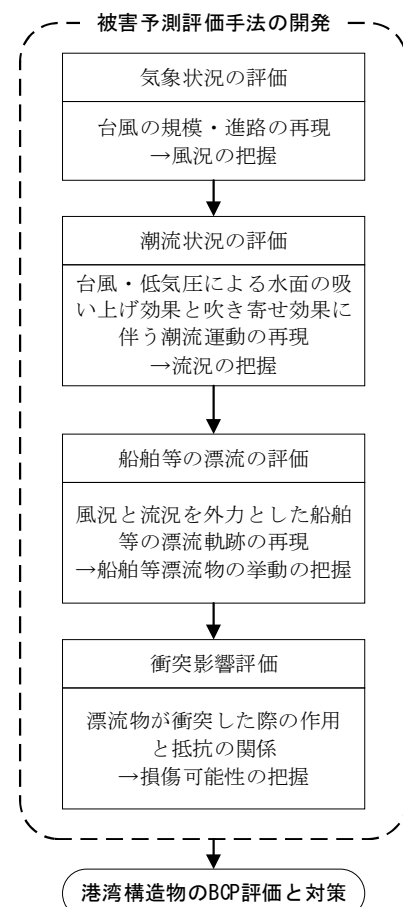 被害予測評価手法の開発
気象状況の評価
台風の規模・進路の再現
→風況の把握
潮流状況の評価
台風・低気圧による水面の吸
い上げ効果と吹き寄せ効果に
伴う潮流運動の再現
→流況の把握
船舶等の漂流の評価
風況と流況を外力とした船舶
等の漂流軌跡の再現
→船舶等漂流物の挙動の把握
衝突影響評価
漂流物が衝突した際の作用
と抵抗の関係
→損傷可能性の把握
港湾構造物のBCP評価と対策